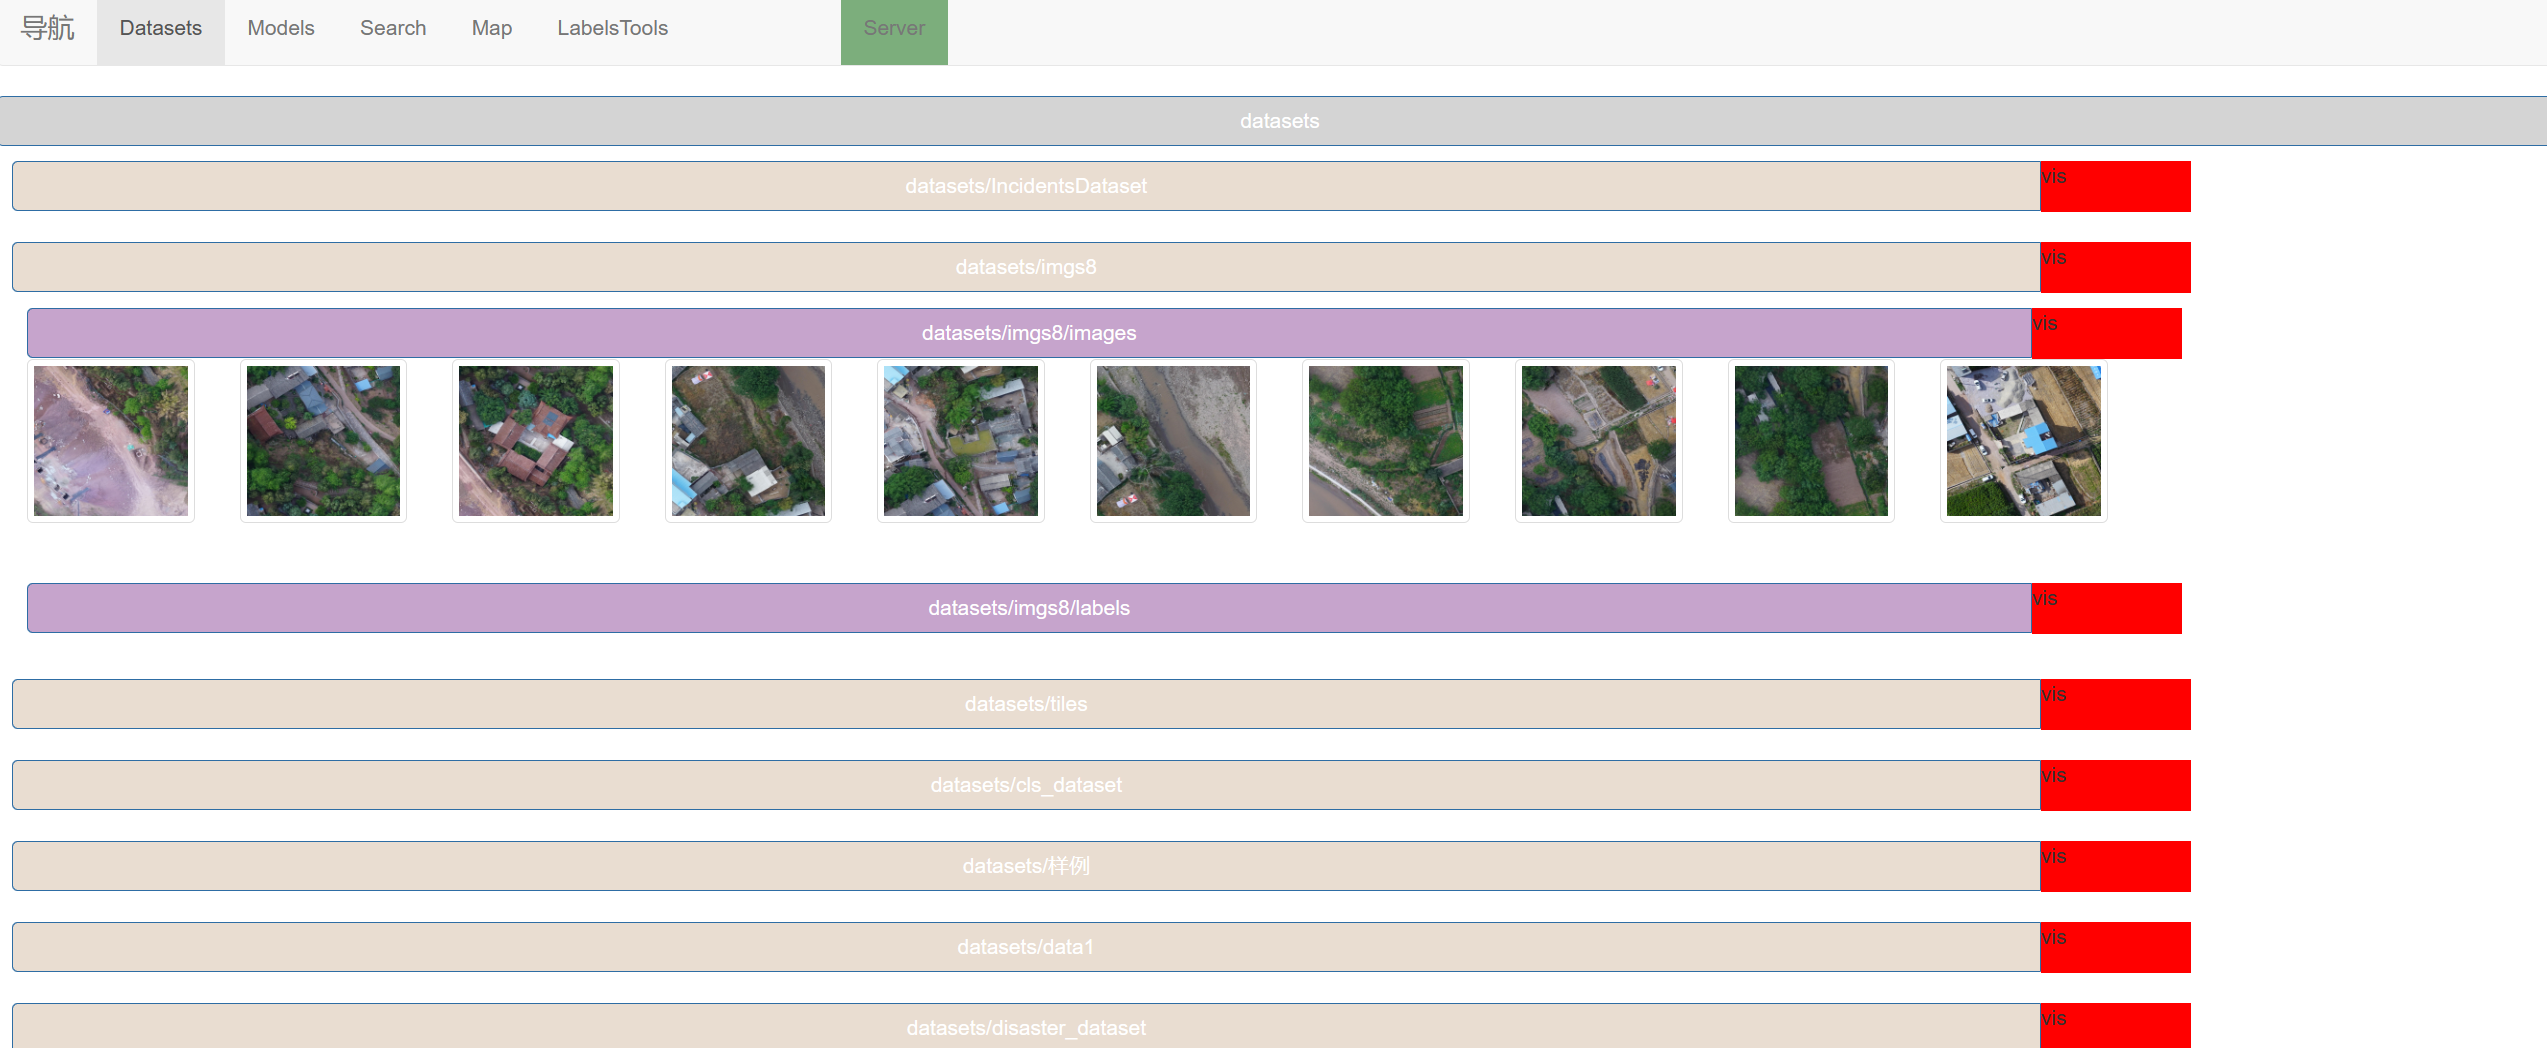 导航 Datasets Models Search Map LabelsTools Server
datasets
datasets/IncidentsDataset vis
datasets/imgs8 vis
datasets/imgs8/images vis
datasets/imgs8/labels vis
datasets/tiles vis
datasets/cls_dataset vis
datasets/样例 vis
datasets/data1 vis
datasets/disaster_dataset vis